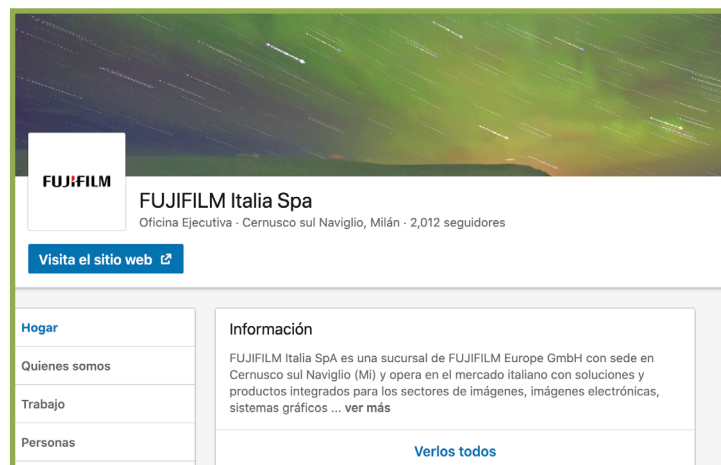 FUJIFILM
FUJIFILM Italia Spa
Oficina Ejecutiva · Cernusco sul Naviglio, Milán · 2,012 seguidores
Visita el sitio web
Hogar
Quienes somos
Trabajo
Personas
Información
FUJIFILM Italia SpA es una sucursal de FUJIFILM Europe GmbH con sede en
Cernusco sul Naviglio (Mi) y opera en el mercado italiano con soluciones y
productos integrados para los sectores de imágenes, imágenes electrónicas,
sistemas gráficos ... ver más
Verlos todos